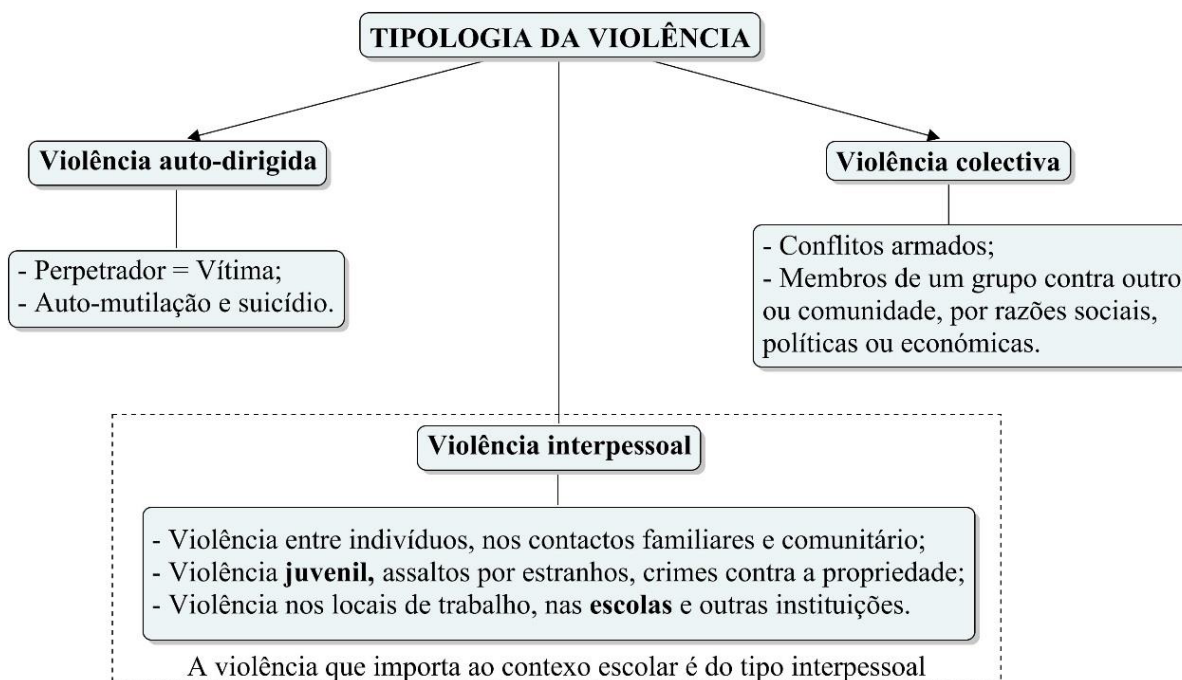 TIPOLOGIA DA VIOLÊNCIA
Violência auto-dirigida
- Perpetrador = Vítima;
- Auto-mutilação e suicídio.
Violência colectiva
- Conflitos armados;
- Membros de um grupo contra outro
ou comunidade, por razões sociais,
políticas ou económicas.
Violência interpessoal
- Violência entre indivíduos, nos contactos familiares e comunitário;
- Violência juvenil, assaltos por estranhos, crimes contra a propriedade;
- Violência nos locais de trabalho, nas escolas e outras instituições.
A violência que importa ao contexo escolar é do tipo interpessoal